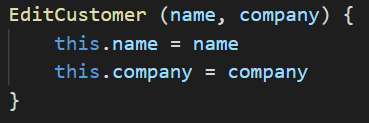 EditCustomer (name, company) {
    this.name = name
    this.company = company
}